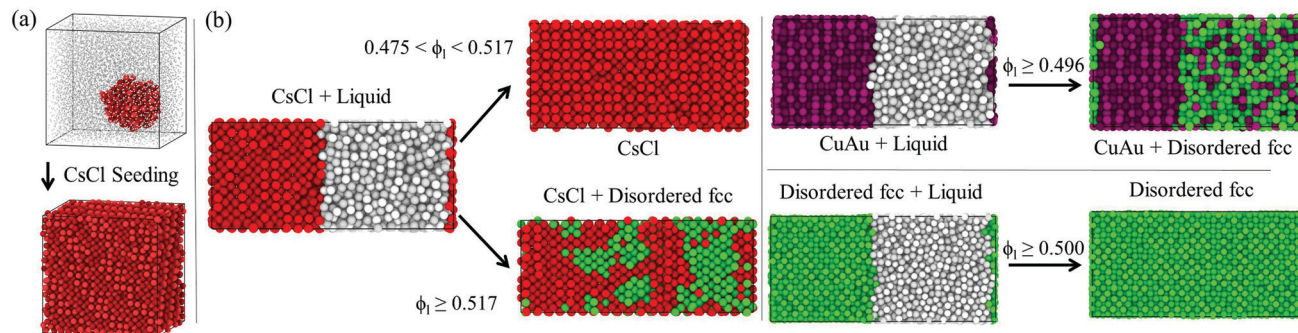 (a)
CsCl Seeding
(b)
CsCl + Liquid
0.475 < ϕₗ < 0.517
CsCl
CsCl + Disordered fcc
ϕₗ ≥ 0.517
CuAu + Liquid
ϕₗ ≥ 0.496
CuAu + Disordered fcc
Disordered fcc + Liquid
ϕₗ ≥ 0.500
Disordered fcc